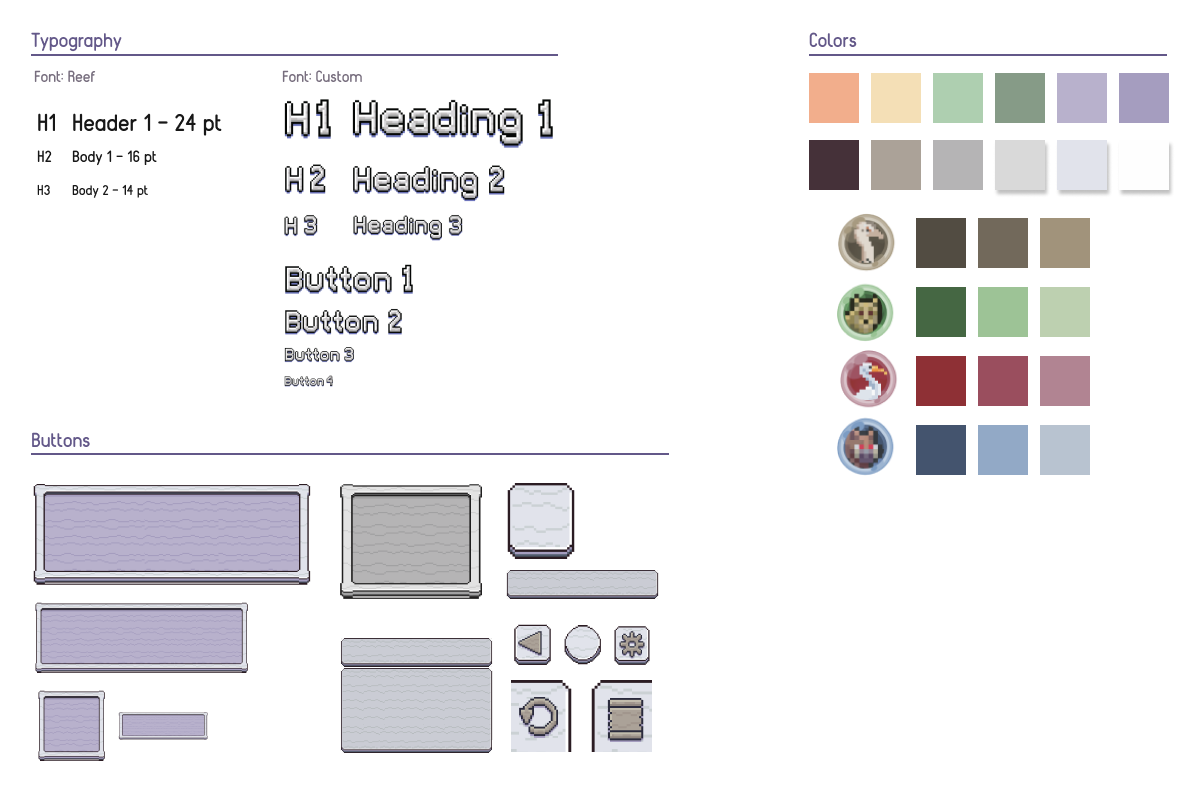 Typography
Font: Reef
H1 Header 1 - 24 pt
H2 Body 1 - 16 pt
H3 Body 2 - 14 pt
Font: Custom
H1 Heading 1
H2 Heading 2
H3 Heading 3
Button 1
Button 2
Button 3
Button 4
Colors
Buttons